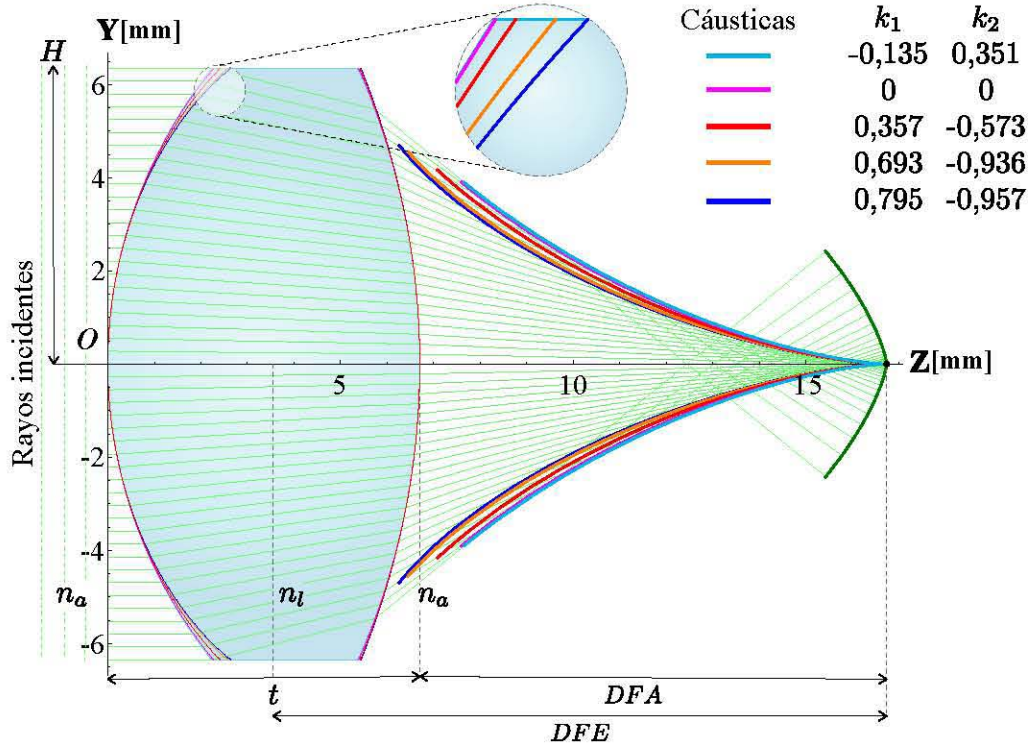 Y[mm]
H
Cáusticas k₁ k₂
-0,135 0,351
0 0
0,357 -0,573
0,693 -0,936
0,795 -0,957
6
4
2
O
5 10 15 Z[mm]
-2
-4
-6
Rayos incidentes
nₐ nₗ nₐ
t DFA
DFE